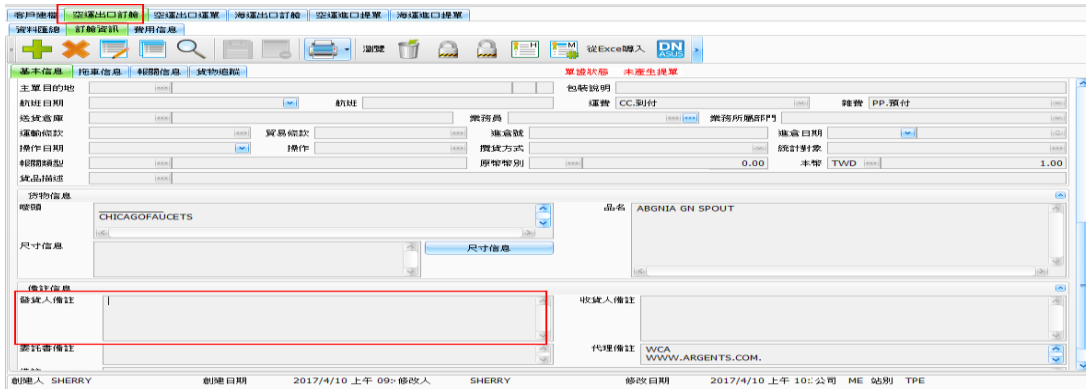 客戶建檔 空運出口訂艙 空運出口運單 海運出口訂艙 空運進口提單 海運進口提單
資料匯總 訂艙資訊 費用信息
瀏覽 從Excel導入 DN ASUS
基本信息 拖車信息 報關信息 貨物追蹤 單證狀態 未產生提單
主單目的地 包裝說明
航班日期 航班 運費 CC.到付 雜費 PP.預付
送貨倉庫 業務員 業務所屬部門
運輸條款 貿易條款 進倉號 進倉日期
操作日期 操作 攬貨方式 統計對象
報關類型 原幣幣別 0.00 本幣 TWD 1.00
貨品描述
貨物信息
嘜頭 CHICAGOFAUCETS 品名 ABGNIA GN SPOUT
尺寸信息 尺寸信息
備註信息
發貨人備註 收貨人備註
委託書備註 代理備註 WCA
WWW.ARGENTS.COM.
創建人 SHERRY 創建日期 2017/4/10 上午 09: 修改人 SHERRY 修改日期 2017/4/10 上午 10: 公司 ME 站別 TPE